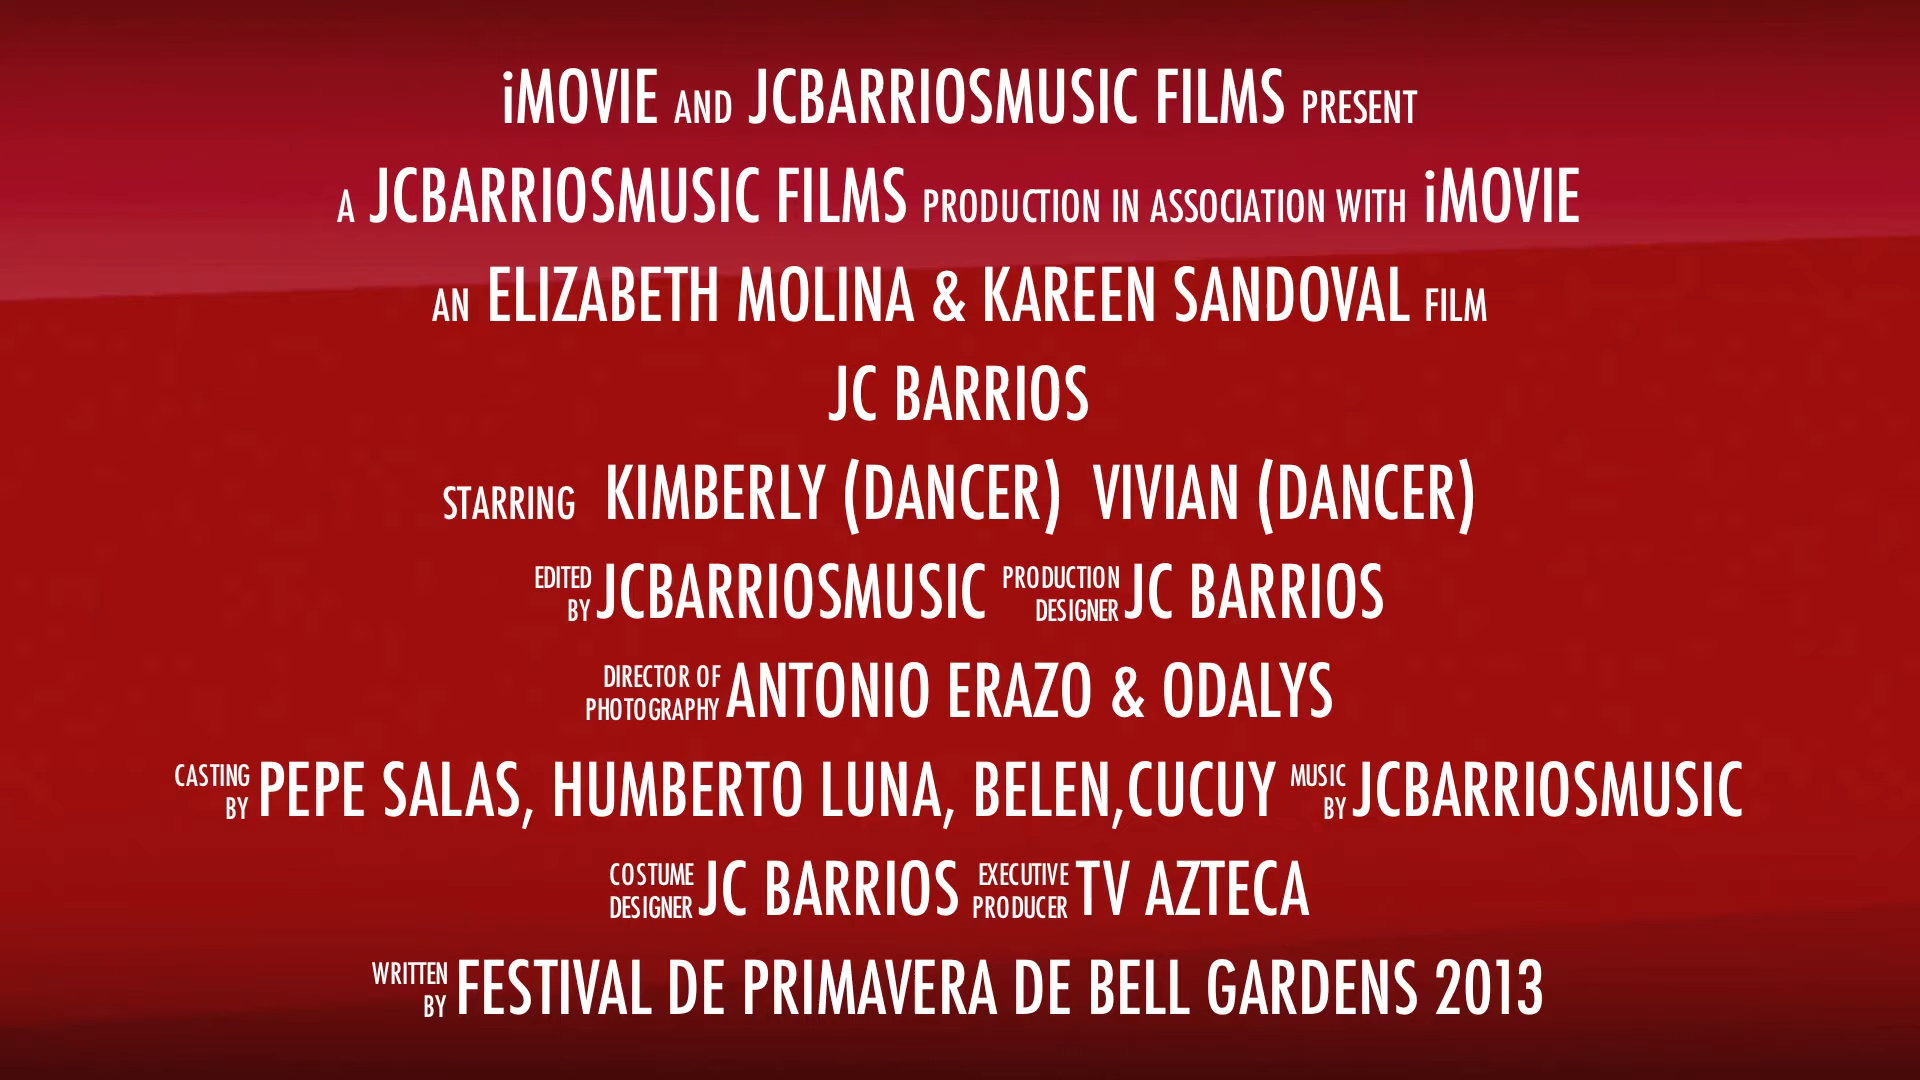 iMOVIE AND JCBARRIOSMUSIC FILMS PRESENT
A JCBARRIOSMUSIC FILMS PRODUCTION IN ASSOCIATION WITH iMOVIE
AN ELIZABETH MOLINA & KAREEN SANDOVAL FILM
JC BARRIOS
STARRING KIMBERLY (DANCER) VIVIAN (DANCER)
EDITED BY JCBARRIOSMUSIC PRODUCTION DESIGNER JC BARRIOS
DIRECTOR OF PHOTOGRAPHY ANTONIO ERAZO & ODALYS
CASTING BY PEPE SALAS, HUMBERTO LUNA, BELEN,CUCUY MUSIC BY JCBARRIOSMUSIC
COSTUME DESIGNER JC BARRIOS EXECUTIVE PRODUCER TV AZTECA
WRITTEN BY FESTIVAL DE PRIMAVERA DE BELL GARDENS 2013